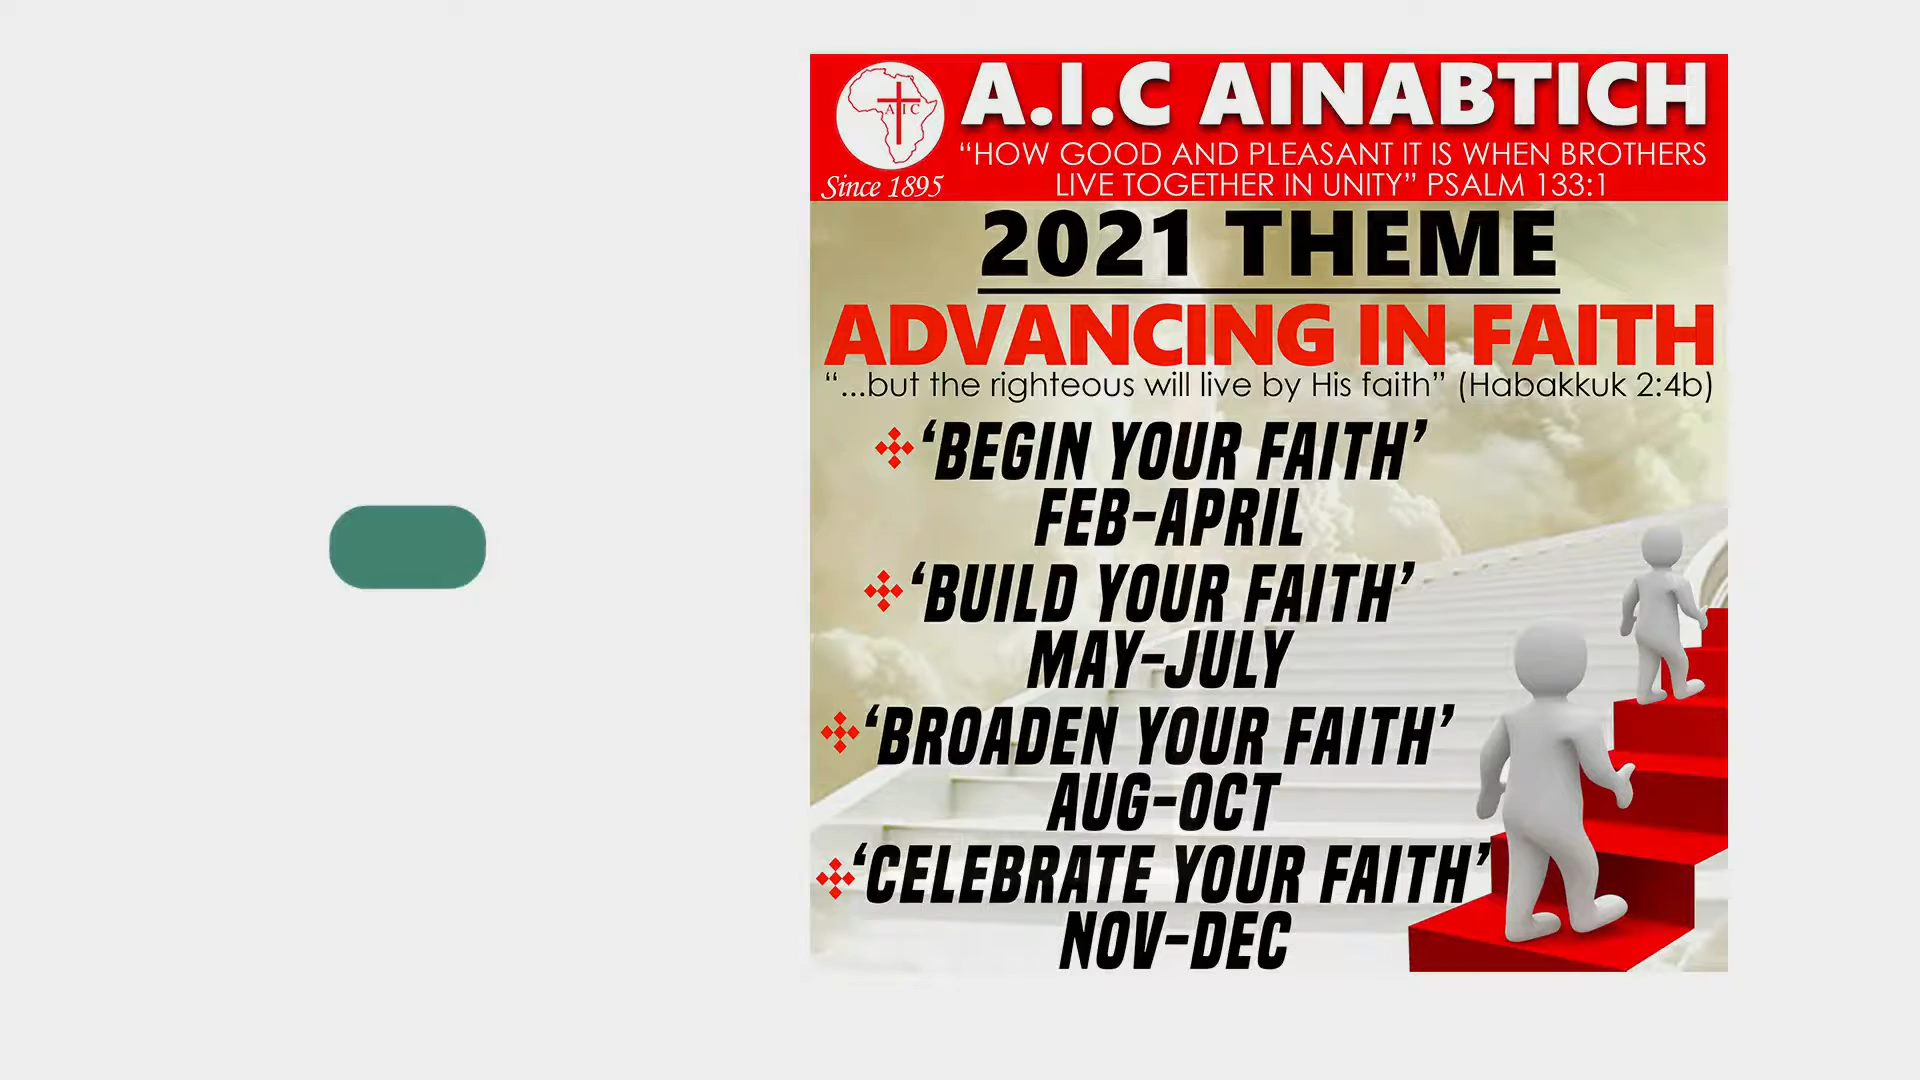 A.I.C AINABTICH
“HOW GOOD AND PLEASANT IT IS WHEN BROTHERS
LIVE TOGETHER IN UNITY” PSALM 133:1
AIC
Since 1895
2021 THEME
ADVANCING IN FAITH
“...but the righteous will live by His faith” (Habakkuk 2:4b)
‘BEGIN YOUR FAITH’
FEB-APRIL
‘BUILD YOUR FAITH’
MAY-JULY
‘BROADEN YOUR FAITH’
AUG-OCT
‘CELEBRATE YOUR FAITH’
NOV-DEC